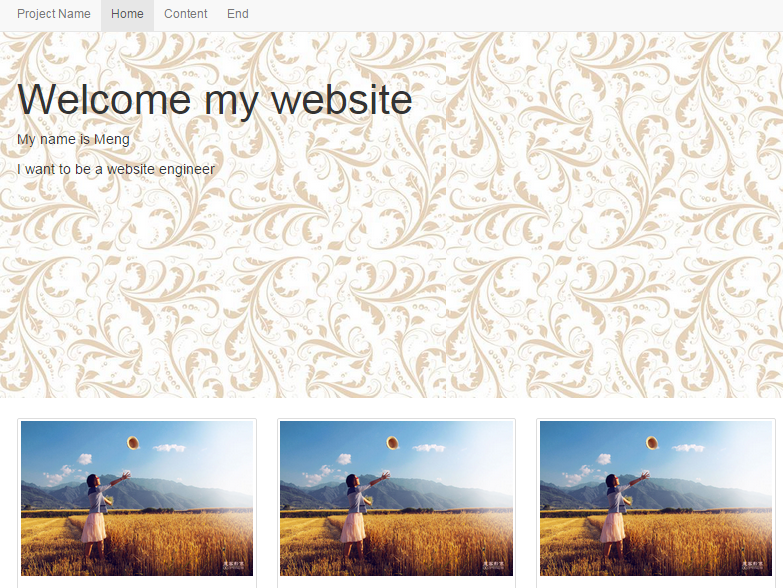 Project Name Home Content End
Welcome my website
My name is Meng
I want to be a website engineer